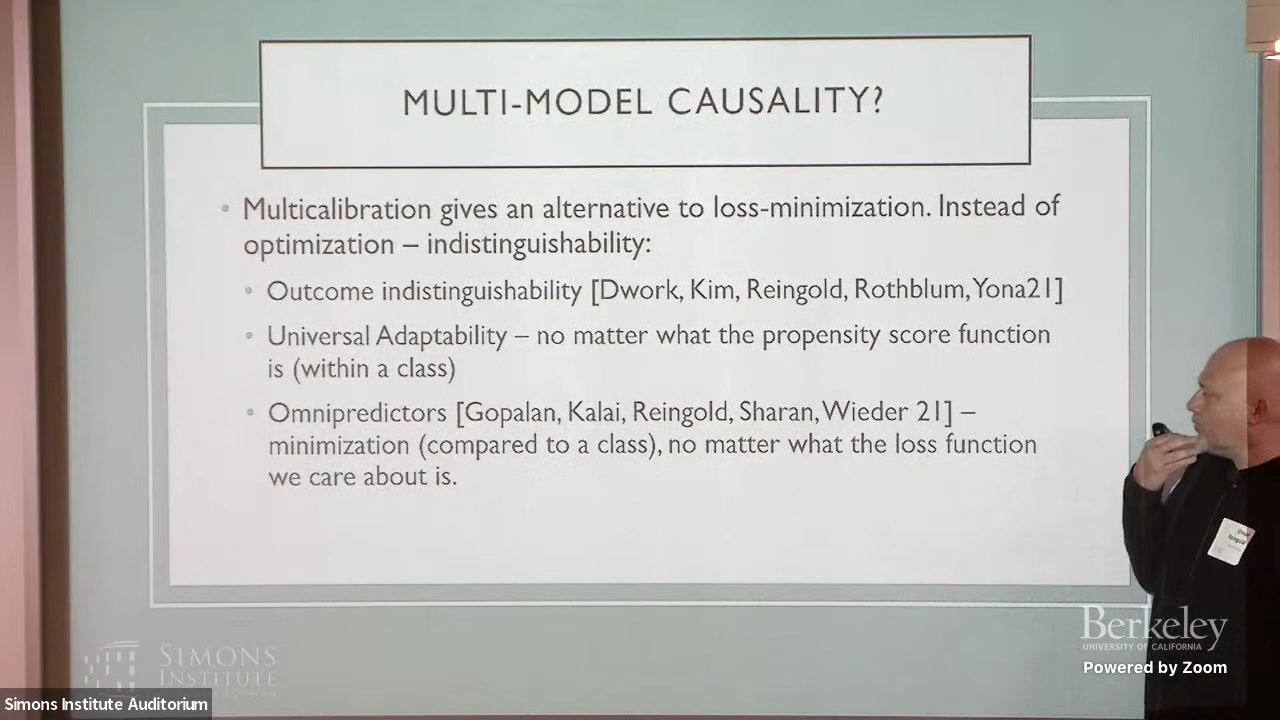 MULTI-MODEL CAUSALITY?
• Multicalibration gives an alternative to loss-minimization. Instead of
optimization – indistinguishability:
• Outcome indistinguishability [Dwork, Kim, Reingold, Rothblum, Yona21]
• Universal Adaptability – no matter what the propensity score function
is (within a class)
• Omnipredictors [Gopalan, Kalai, Reingold, Sharan, Wieder 21] –
minimization (compared to a class), no matter what the loss function
we care about is.
Reingold
Berkeley
UNIVERSITY OF CALIFORNIA
Powered by Zoom
SIMONS
INSTITUTE
Simons Institute Auditorium